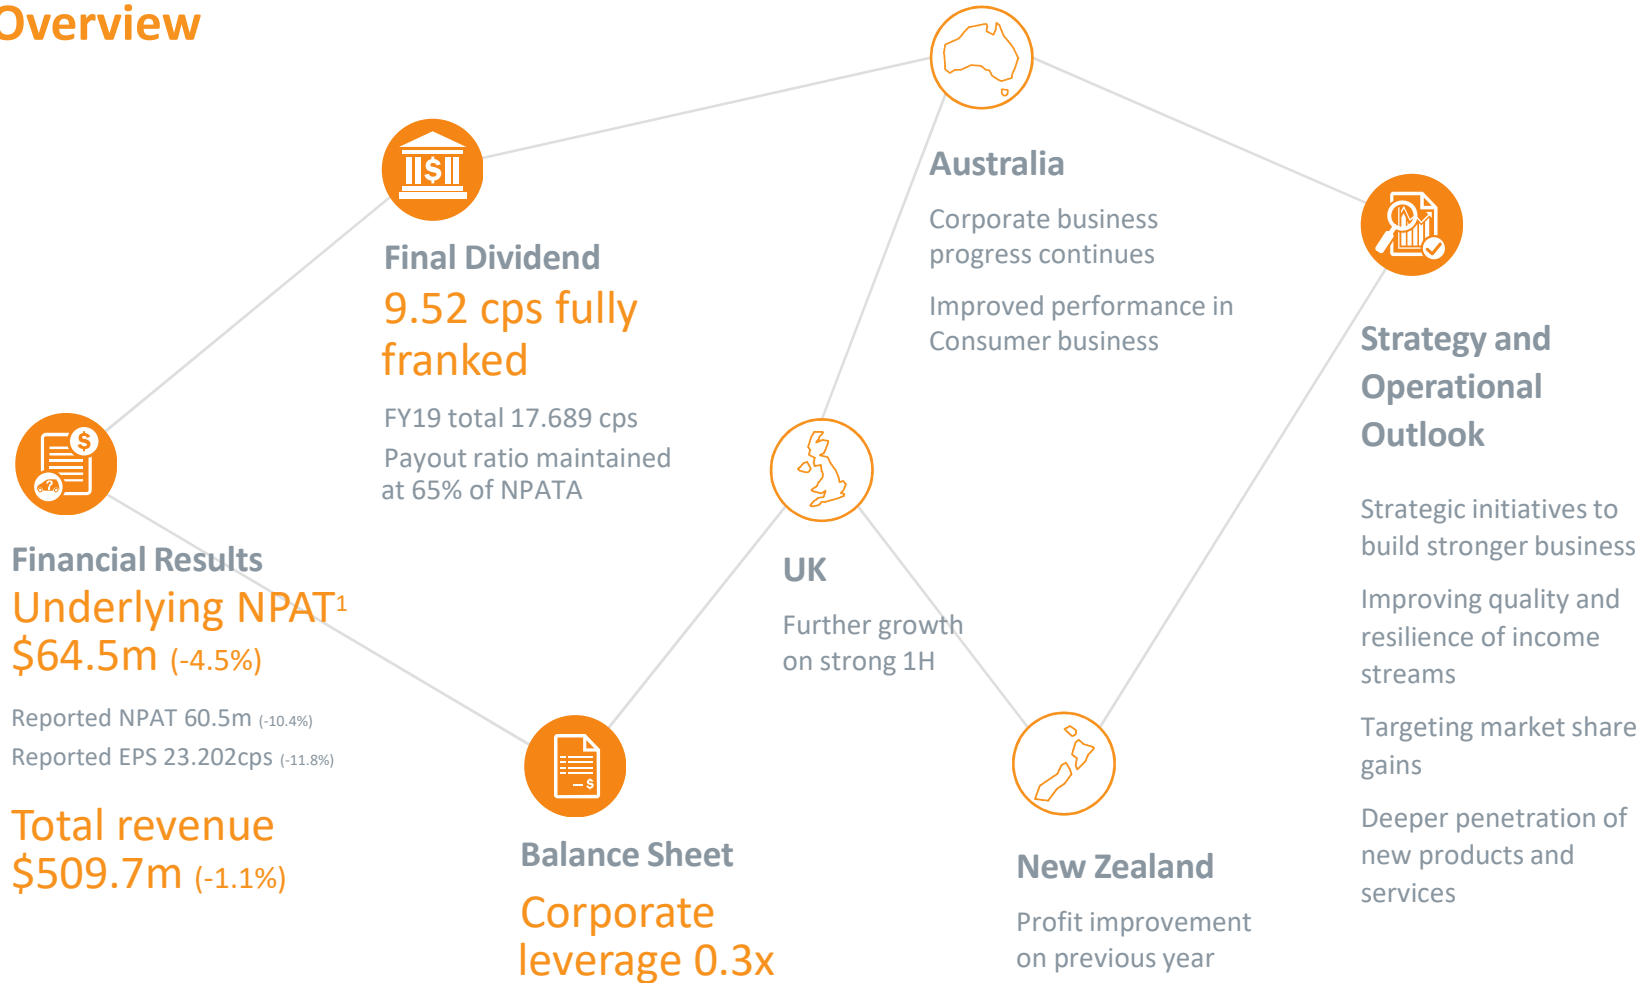 Overview
Financial Results
Underlying NPAT1
$64.5m (-4.5%)
Reported NPAT 60.5m (-10.4%)
Reported EPS 23.202cps (-11.8%)
Total revenue
$509.7m (-1.1%)
Final Dividend
9.52 cps fully
franked
FY19 total 17.689 cps
Payout ratio maintained
at 65% of NPATA
Balance Sheet
Corporate
leverage 0.3x
Australia
Corporate business
progress continues
Improved performance in
Consumer business
UK
Further growth
on strong 1H
New Zealand
Profit improvement
on previous year
Strategy and
Operational
Outlook
Strategic initiatives to
build stronger business
Improving quality and
resilience of income
streams
Targeting market share
gains
Deeper penetration of
new products and
services